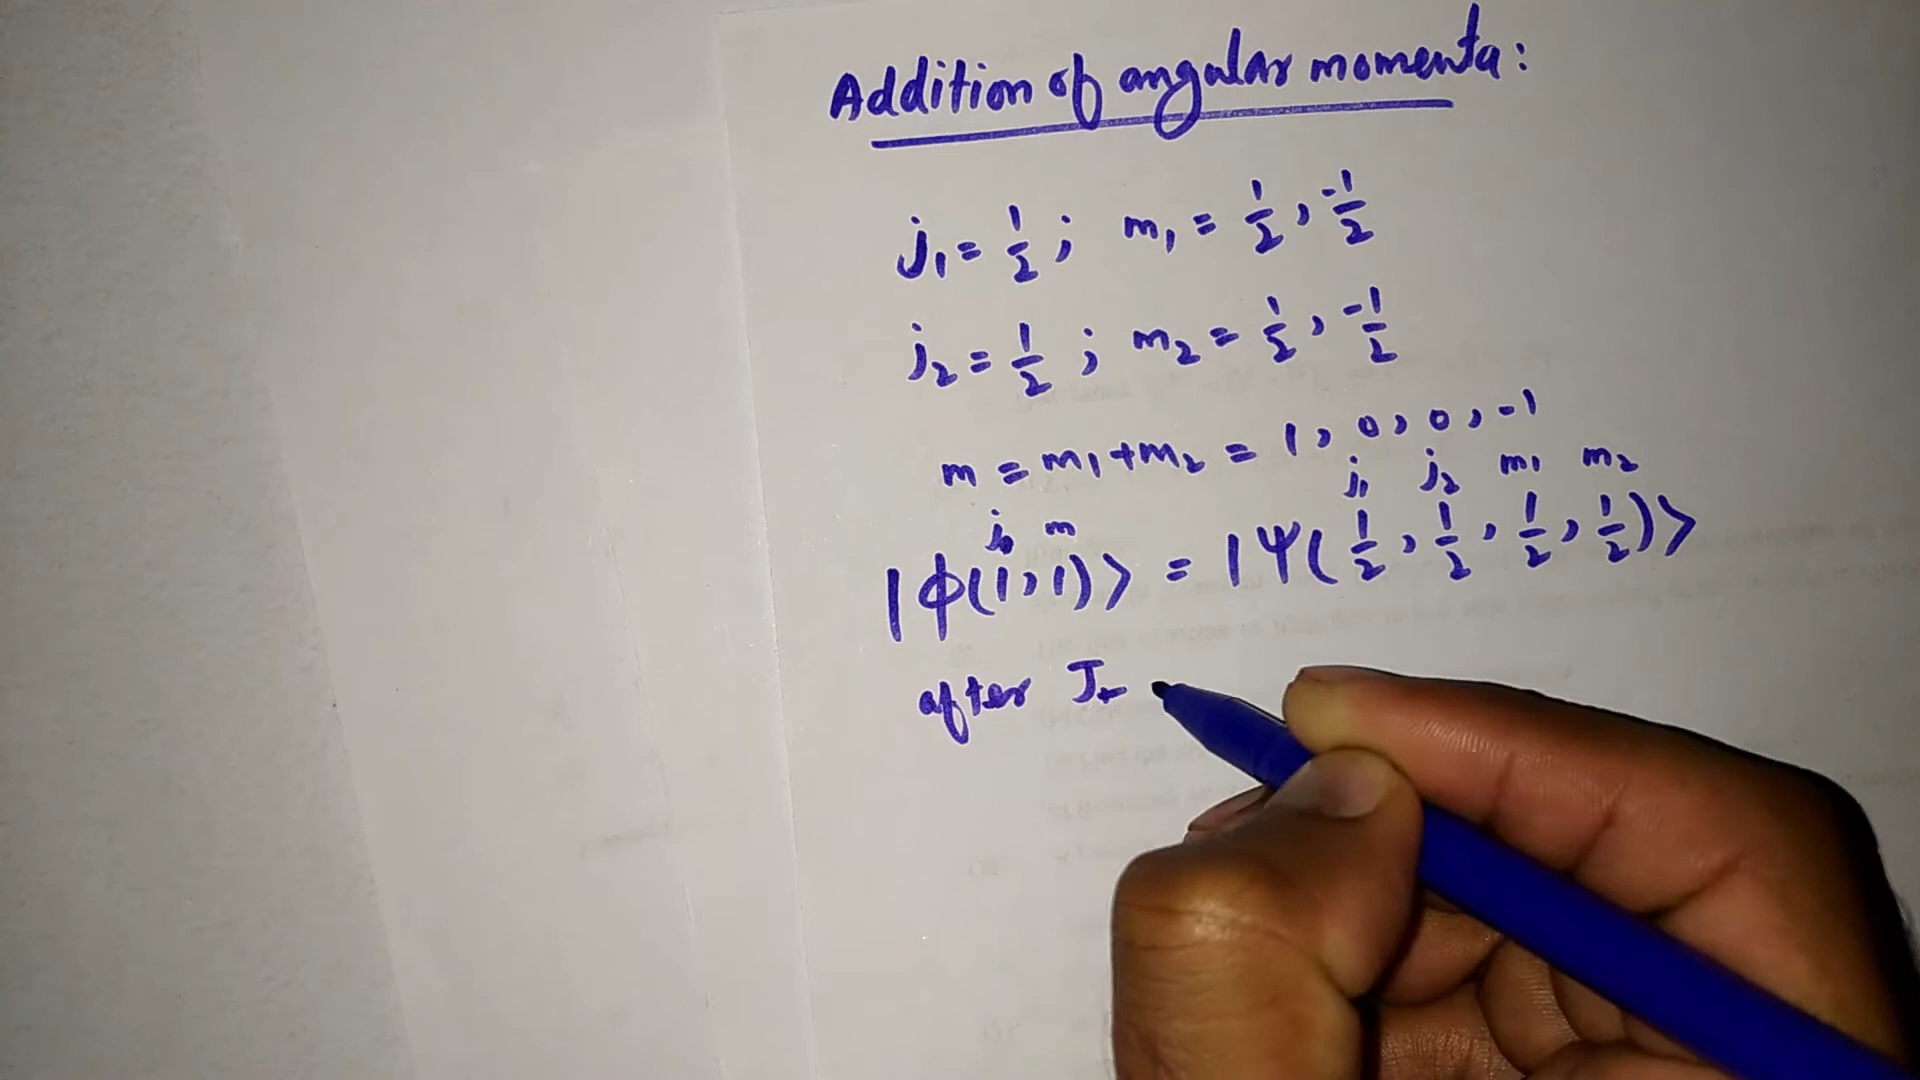 Addition of angular momenta:
j₁ = 1/2 ; m₁ = 1/2 , -1/2
j₂ = 1/2 ; m₂ = 1/2 , -1/2
m = m₁+m₂ = 1, 0, 0, -1
j m j₁ j₂ m₁ m₂
|ϕ(1,1)⟩ = |Ψ(1/2, 1/2, 1/2, 1/2)⟩
after J₊